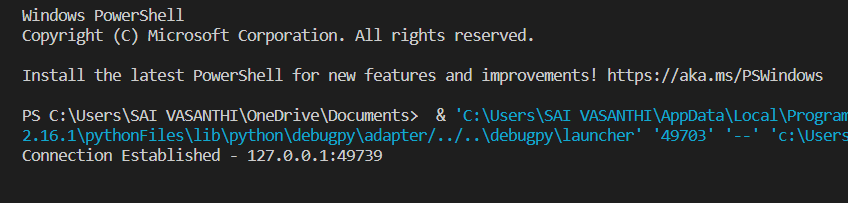 Windows PowerShell
Copyright (C) Microsoft Corporation. All rights reserved.
Install the latest PowerShell for new features and improvements! https://aka.ms/PSWindows
PS C:\Users\SAI VASANTHI\OneDrive\Documents>  & 'C:\Users\SAI VASANTHI\AppData\Local\Program
2.16.1\pythonFiles\lib\python\debugpy\adapter/../..\debugpy\launcher' '49703' '--' 'c:\Users
Connection Established - 127.0.0.1:49739